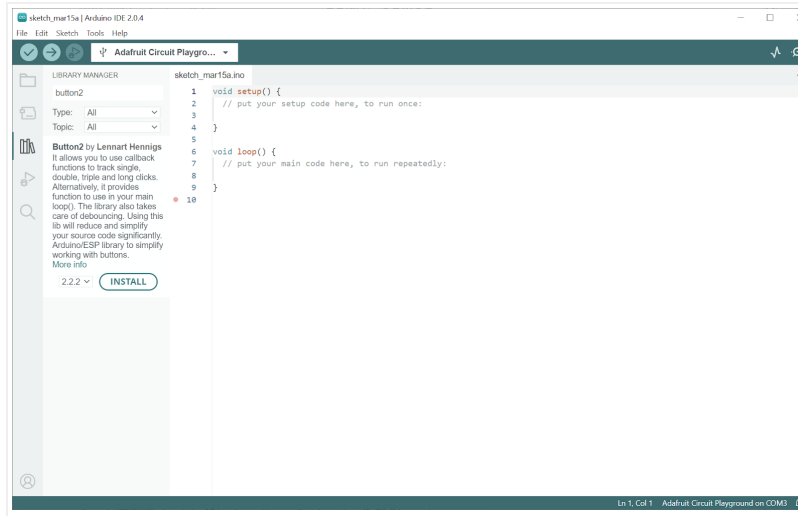 sketch_mar15a | Arduino IDE 2.0.4
File Edit Sketch Tools Help
Adafruit Circuit Playgro...
LIBRARY MANAGER
button2
Type: All
Topic: All
Button2 by Lennart Hennigs
It allows you to use callback
functions to track single,
double, triple and long clicks.
Alternatively, it provides
function to use in your main
loop(). The library also takes
care of debouncing. Using this
lib will reduce and simplify
your source code significantly.
Arduino/ESP library to simplify
working with buttons.
More info
2.2.2 INSTALL
sketch_mar15a.ino
1 void setup() {
2 // put your setup code here, to run once:
3
4 }
5
6 void loop() {
7 // put your main code here, to run repeatedly:
8
9 }
10
Ln 1, Col 1 Adafruit Circuit Playground on COM3